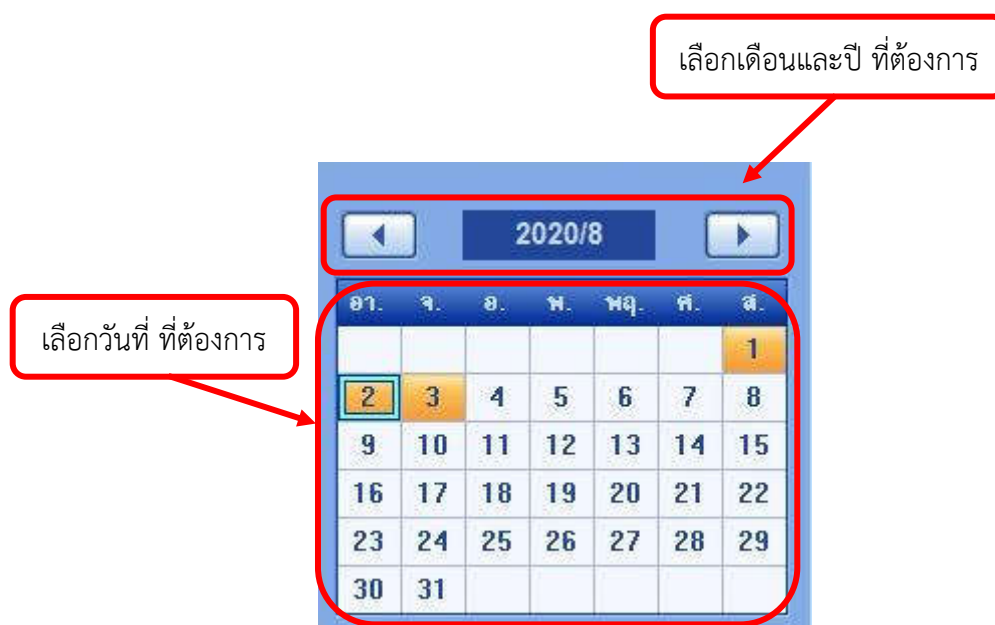 เลือกเดือนและปี ที่ต้องการ
2020/8
อา. จ. อ. พ. พฤ. ศ. ส.
เลือกวันที่ ที่ต้องการ
1
2 3 4 5 6 7 8
9 10 11 12 13 14 15
16 17 18 19 20 21 22
23 24 25 26 27 28 29
30 31